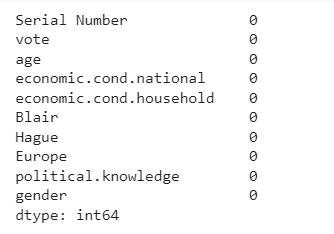 Serial Number 0
vote 0
age 0
economic.cond.national 0
economic.cond.household 0
Blair 0
Hague 0
Europe 0
political.knowledge 0
gender 0
dtype: int64